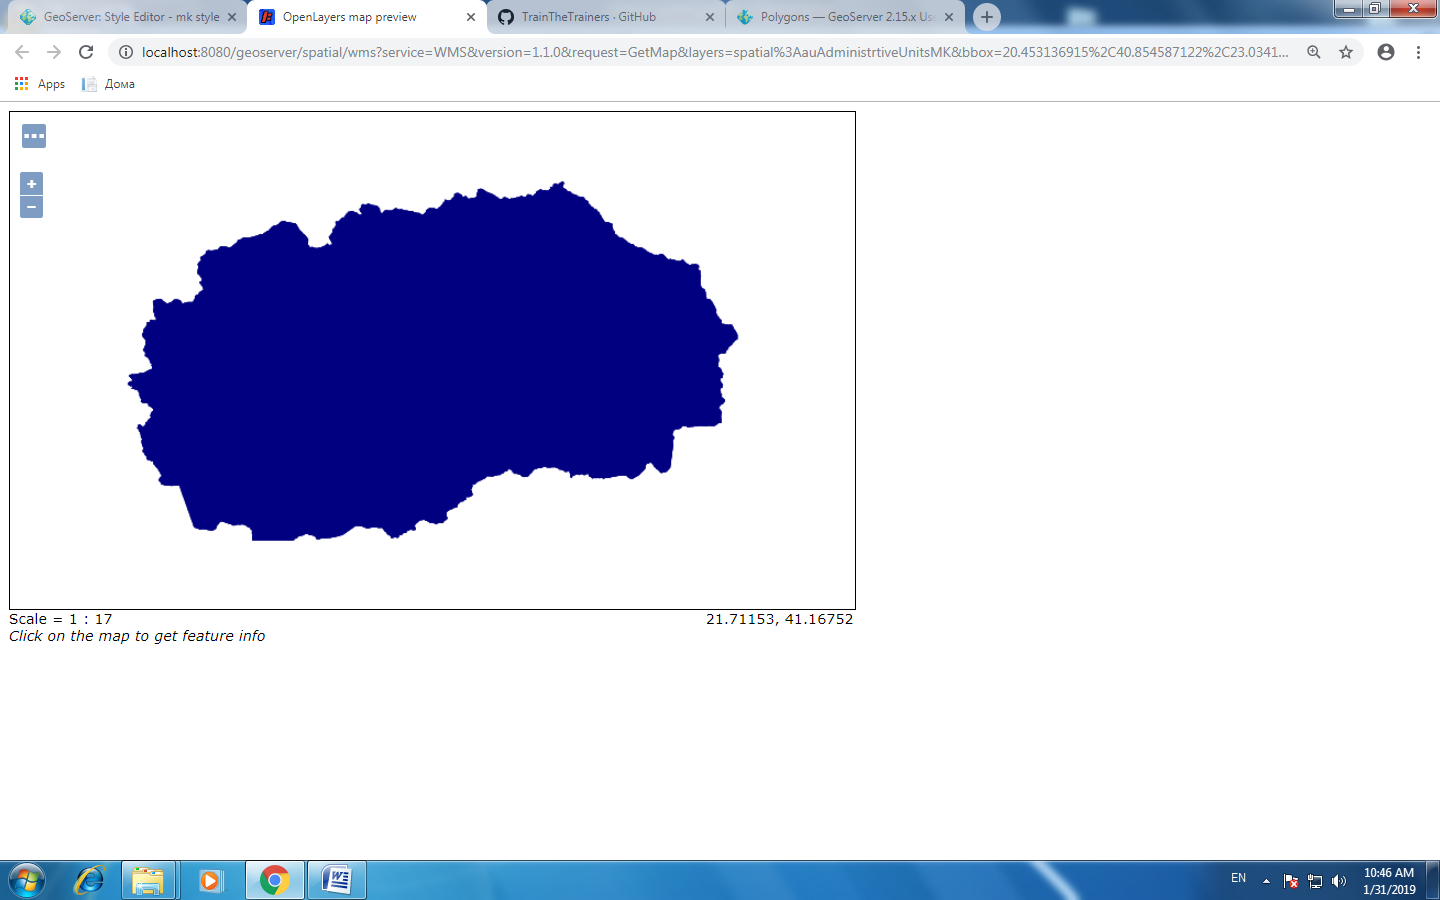 GeoServer: Style Editor - mk style
OpenLayers map preview
TrainTheTrainers · GitHub
Polygons — GeoServer 2.15.x Us
localhost:8080/geoserver/spatial/wms?service=WMS&version=1.1.0&request=GetMap&layers=spatial%3AauAdministrtiveUnitsMK&bbox=20.453136915%2C40.854587122%2C23.0341...
Apps
Дома
+
−
Scale = 1 : 17
21.71153, 41.16752
Click on the map to get feature info
EN
10:46 AM
1/31/2019